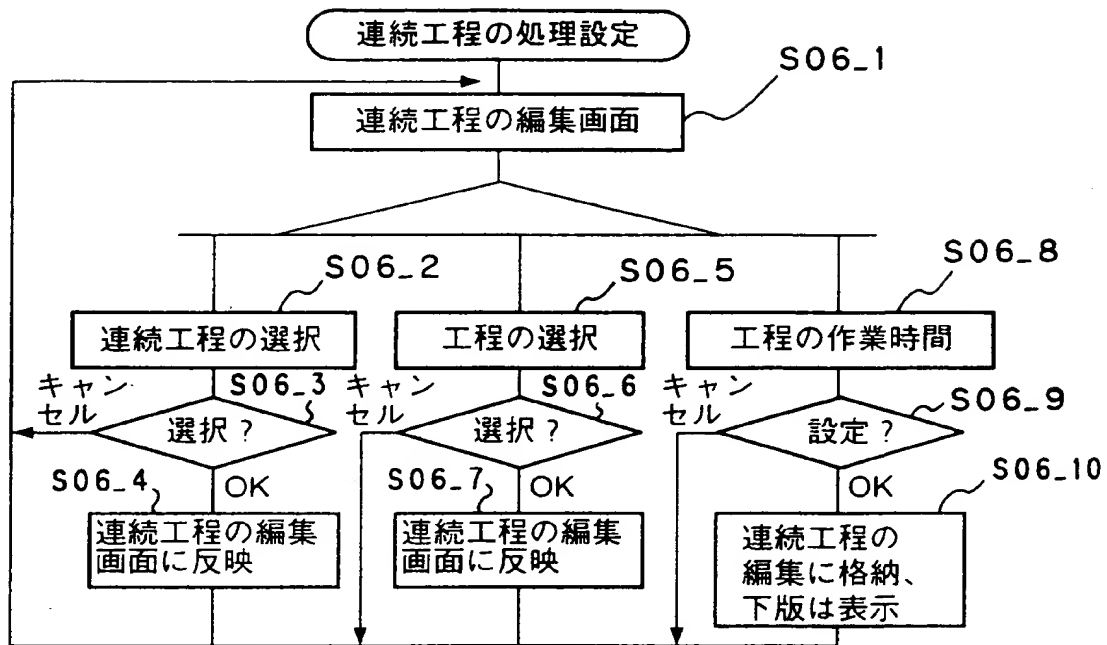 連続工程の処理設定
S06_1
連続工程の編集画面
S06_2
S06_5
S06_8
連続工程の選択
工程の選択
工程の作業時間
キャン
セル
S06_3
キャン
セル
S06_6
キャン
セル
S06_9
選択?
選択?
設定?
S06_4
OK
S06_7
OK
OK
S06_10
連続工程の編集
画面に反映
連続工程の編集
画面に反映
連続工程の
編集に格納、
下版は表示